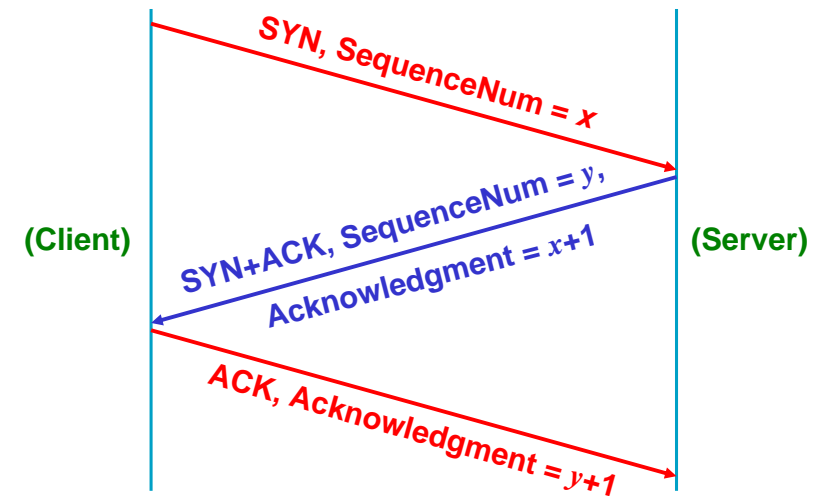 SYN, SequenceNum = x
SYN+ACK, SequenceNum = y,
Acknowledgment = x+1
(Client)
(Server)
ACK, Acknowledgment = y+1